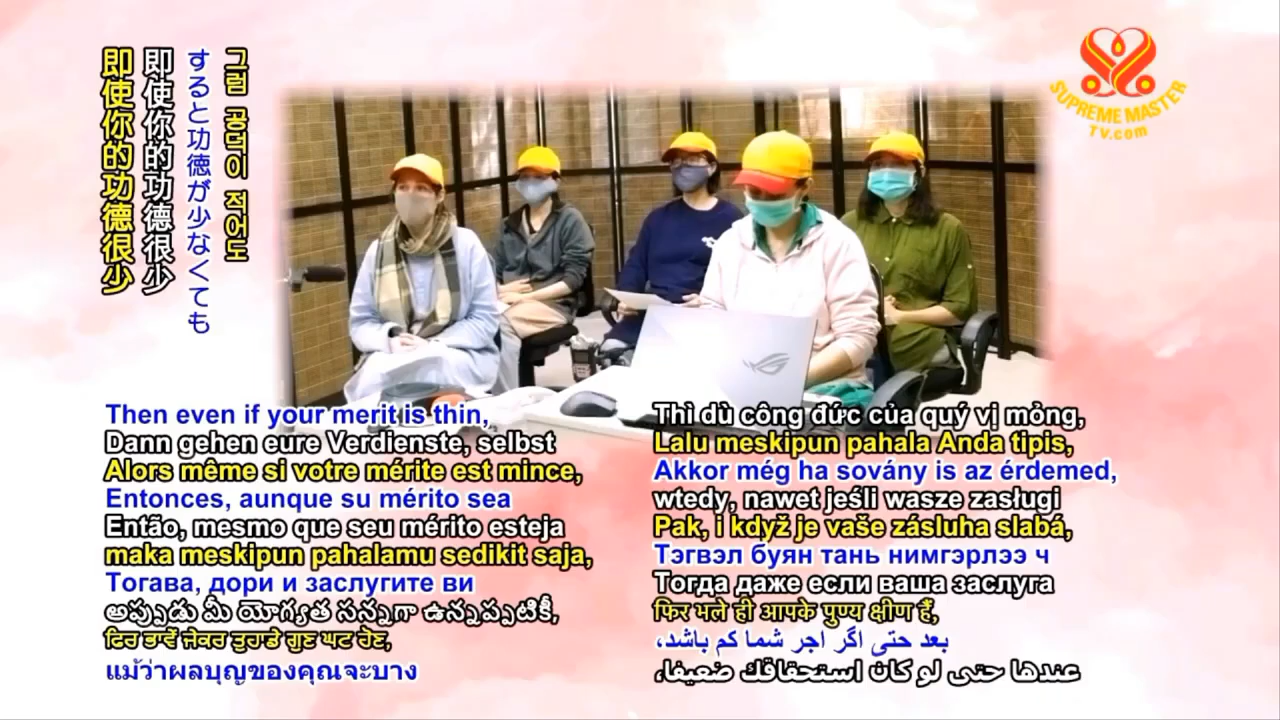 即使你的功德很少
即使你的功德很少
すると功徳が少なくても
그럼 공덕이 적어도
SUPREME MASTER
TV.com
Then even if your merit is thin,
Dann gehen eure Verdienste, selbst
Alors même si votre mérite est mince,
Entonces, aunque su mérito sea
Então, mesmo que seu mérito esteja
maka meskipun pahalamu sedikit saja,
Тогава, дори и заслугите ви
అప్పుడు మీ యోగ్యత సన్నగా ఉన్నప్పటికీ,
ਫਿਰ ਭਾਵੇਂ ਜੇਕਰ ਤੁਹਾਡੇ ਗੁਣ ਘਟ ਹੋਣ,
แม้ว่าผลบุญของคุณจะบาง
Thì dù công đức của quý vị mỏng,
Lalu meskipun pahala Anda tipis,
Akkor még ha sovány is az érdemed,
wtedy, nawet jeśli wasze zasługi
Pak, i když je vaše zásluha slabá,
Тэгвэл буян тань нимгэрлээ ч
Тогда даже если ваша заслуга
फिर भले ही आपके पुण्य क्षीण हैं,
بعد حتی اگر اجر شما کم باشد،
عندها حتى لو كان استحقاقك ضعيفا،